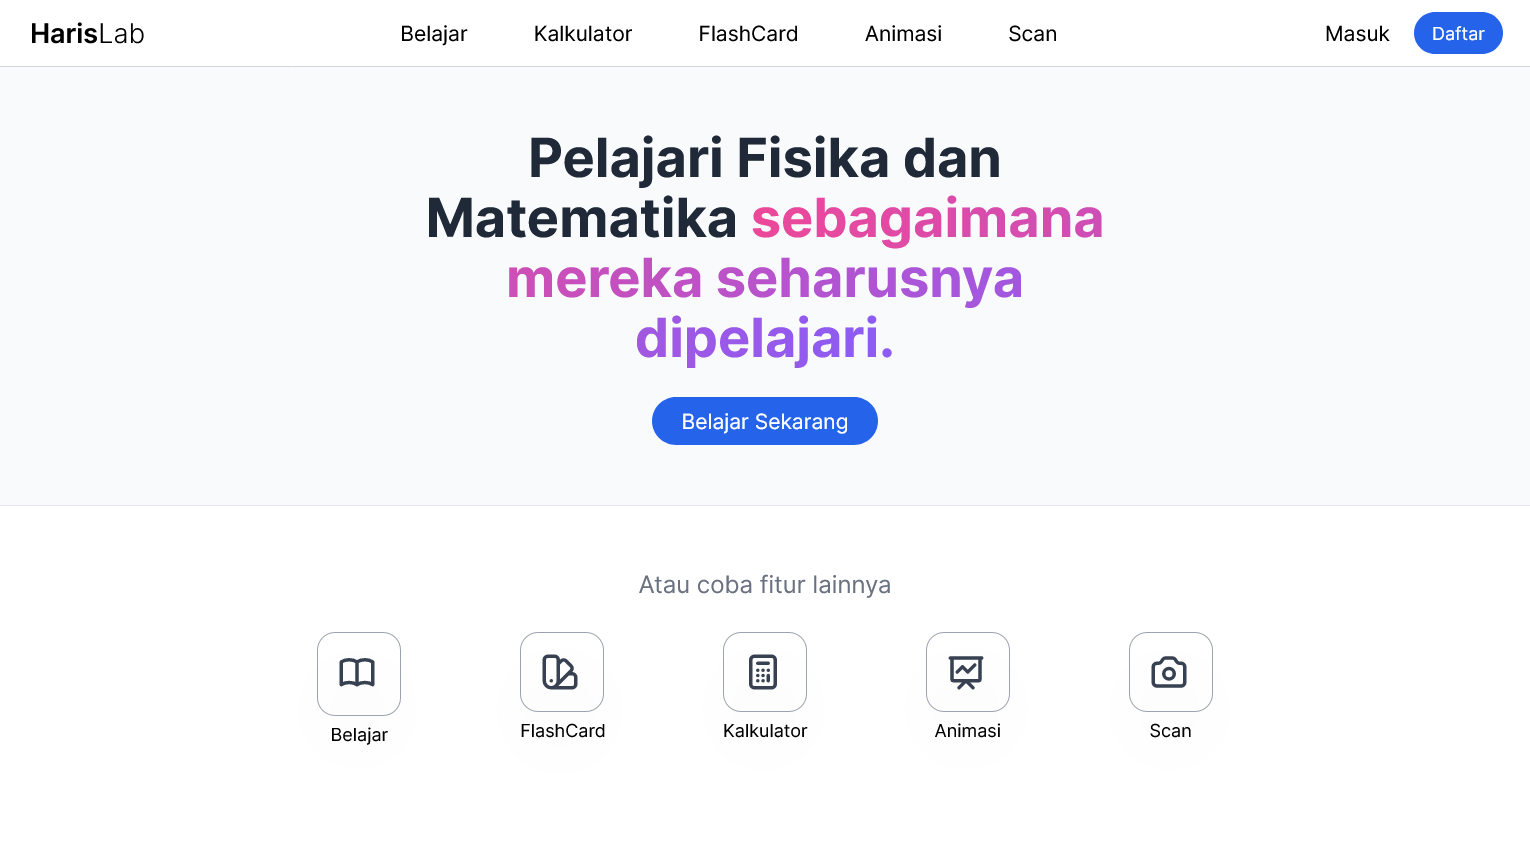 HarisLab
Belajar
Kalkulator
FlashCard
Animasi
Scan
Masuk
Daftar
Pelajari Fisika dan
Matematika sebagaimana
mereka seharusnya
dipelajari.
Belajar Sekarang
Atau coba fitur lainnya
Belajar
FlashCard
Kalkulator
Animasi
Scan